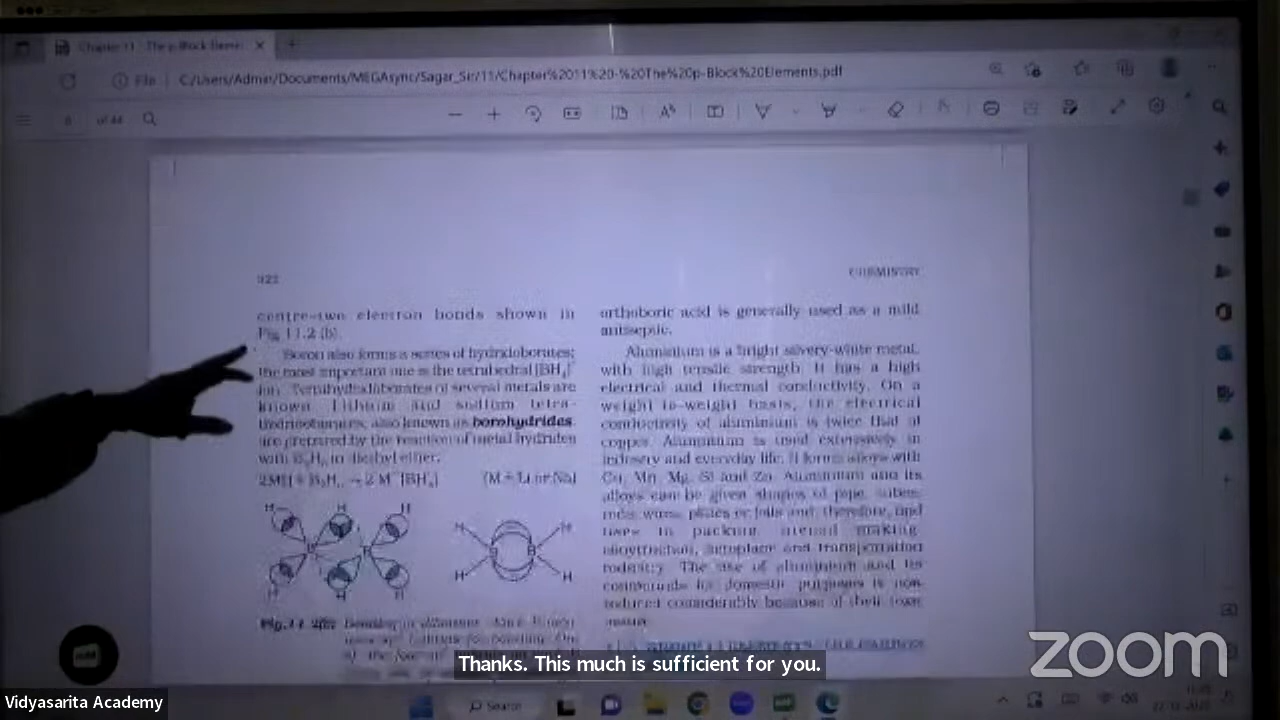 Chapter 11 - The p-Block Elemer
File C:/Users/Admin/Documents/MEGAsync/Sagar_Sir/11/Chapter%2011%20-%20The%20p-Block%20Elements.pdf
of 44
322
CHEMISTRY
centre-two electron bonds shown in
Fig 11.2 (b).
Boron also forms a series of hydridoborates;
the most important one is the tetrahedral [BH4]
ion. Tetrahydridoborates of several metals are
known. Lithium and sodium tetra-
hydridoborates, also known as borohydrides,
are prepared by the reaction of metal hydrides
with B2H6 in diethyl ether.
2MH + B2H6 → 2 M+ [BH4]
(M = Li or Na)
H H H
H H H
H H
B B
H H
orthoboric acid is generally used as a mild
antiseptic.
Aluminium is a bright silvery-white metal,
with high tensile strength. It has a high
electrical and thermal conductivity. On a
weight-to-weight basis, the electrical
conductivity of aluminium is twice that of
copper. Aluminium is used extensively in
industry and everyday life. It forms alloys with
Cu, Mn, Mg, Si and Zn. Aluminium and its
alloys can be given shapes of pipe, tubes,
rods, wires, plates or foils and, therefore, find
uses in packing, utensil making,
construction, aeroplane and transportation
industry. The use of aluminium and its
compounds for domestic purposes is now
reduced considerably because of their toxic
nature.
Thanks. This much is sufficient for you.
zoom
Vidyasarita Academy
Search